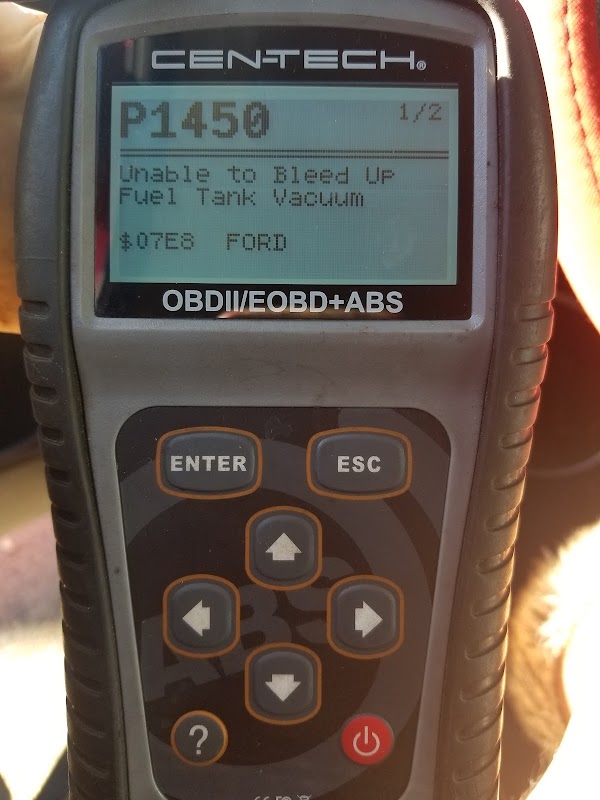 CEN-TECH®
P1450 1/2
Unable to Bleed Up
Fuel Tank Vacuum
$07E8 FORD
OBDII/EOBD+ABS
ENTER ESC
ABS
?